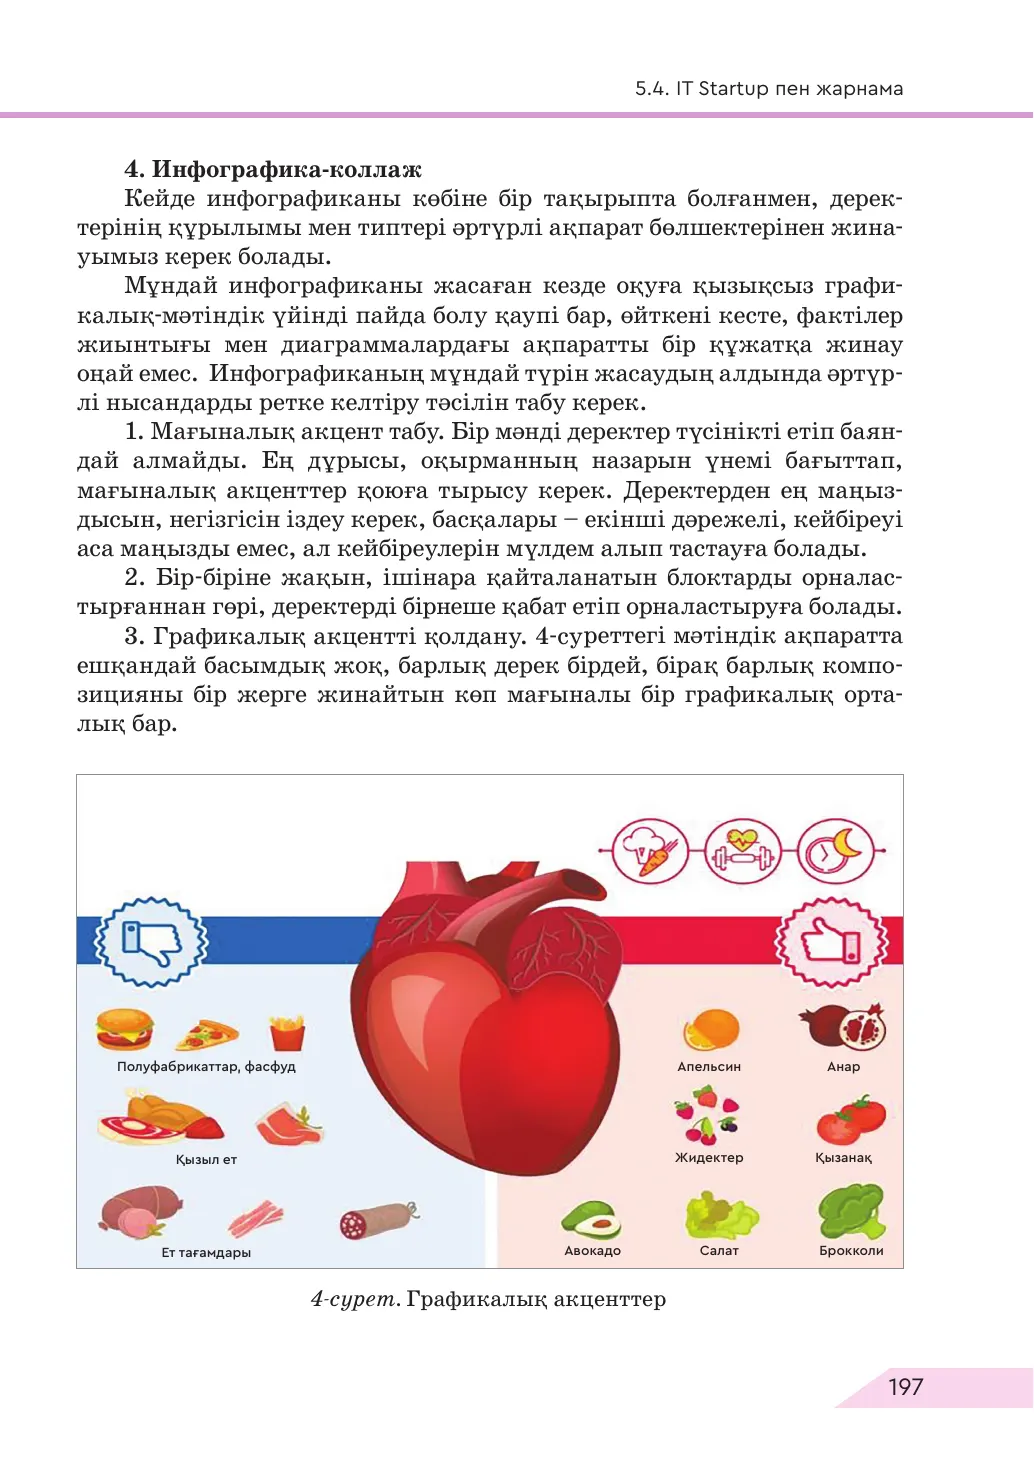 5.4. IT Startup пен жарнама
4. Инфографика-коллаж
Кейде инфографиканы көбіне бір тақырыпта болғанмен, дерек-
терінің құрылымы мен типтері әртүрлі ақпарат бөлшектерінен жина-
уымыз керек болады.
Мұндай инфографиканы жасаған кезде оқуға қызықсыз графи-
калық-мәтіндік үйінді пайда болу қаупі бар, өйткені кесте, фактілер
жиынтығы мен диаграммалардағы ақпаратты бір құжатқа жинау
оңай емес. Инфографиканың мұндай түрін жасаудың алдында әртүр-
лі нысандарды ретке келтіру тәсілін табу керек.
1. Мағыналық акцент табу. Бір мәнді деректер түсінікті етіп баян-
дай алмайды. Ең дұрысы, оқырманның назарын үнемі бағыттап,
мағыналық акценттер қоюға тырысу керек. Деректерден ең маңыз-
дысын, негізгісін іздеу керек, басқалары – екінші дәрежелі, кейбіреуі
аса маңызды емес, ал кейбіреулерін мүлдем алып тастауға болады.
2. Бір-біріне жақын, ішінара қайталанатын блоктарды орналас-
тырғаннан гөрі, деректерді бірнеше қабат етіп орналастыруға болады.
3. Графикалық акцентті қолдану. 4-суреттегі мәтіндік ақпаратта
ешқандай басымдық жоқ, барлық дерек бірдей, бірақ барлық компо-
зицияны бір жерге жинайтын көп мағыналы бір графикалық орта-
лық бар.
Полуфабрикаттар, фасфуд
Апельсин
Анар
Қызыл ет
Жидектер
Қызанақ
Ет тағамдары
Авокадо
Салат
Брокколи
4-сурет. Графикалық акценттер
197